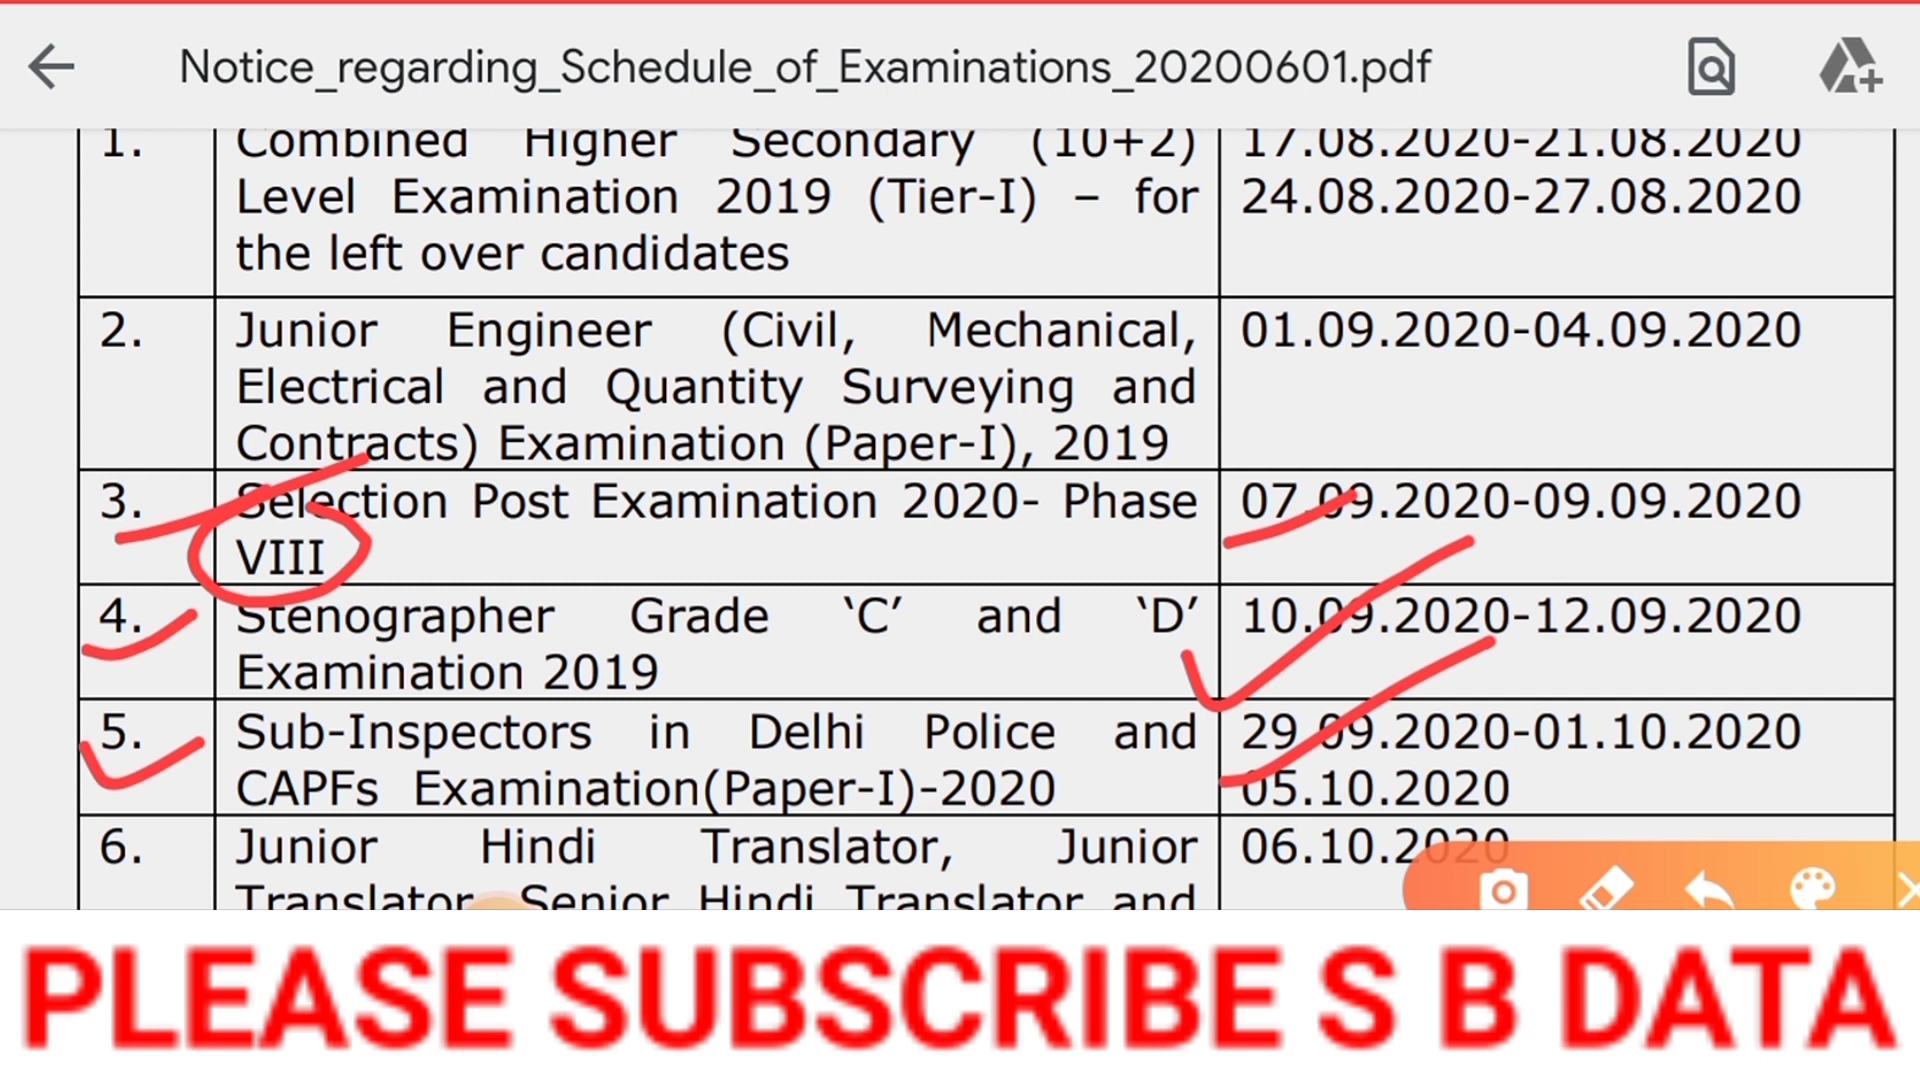 Notice_regarding_Schedule_of_Examinations_20200601.pdf
1. Combined Higher Secondary (10+2) 17.08.2020-21.08.2020
Level Examination 2019 (Tier-I) – for 24.08.2020-27.08.2020
the left over candidates
2. Junior Engineer (Civil, Mechanical, 01.09.2020-04.09.2020
Electrical and Quantity Surveying and
Contracts) Examination (Paper-I), 2019
3. Selection Post Examination 2020- Phase 07.09.2020-09.09.2020
VIII
4. Stenographer Grade ‘C’ and ‘D’ 10.09.2020-12.09.2020
Examination 2019
5. Sub-Inspectors in Delhi Police and 29.09.2020-01.10.2020
CAPFs Examination(Paper-I)-2020 05.10.2020
6. Junior Hindi Translator, Junior 06.10.2020
Translator, Senior Hindi Translator and
PLEASE SUBSCRIBE S B DATA